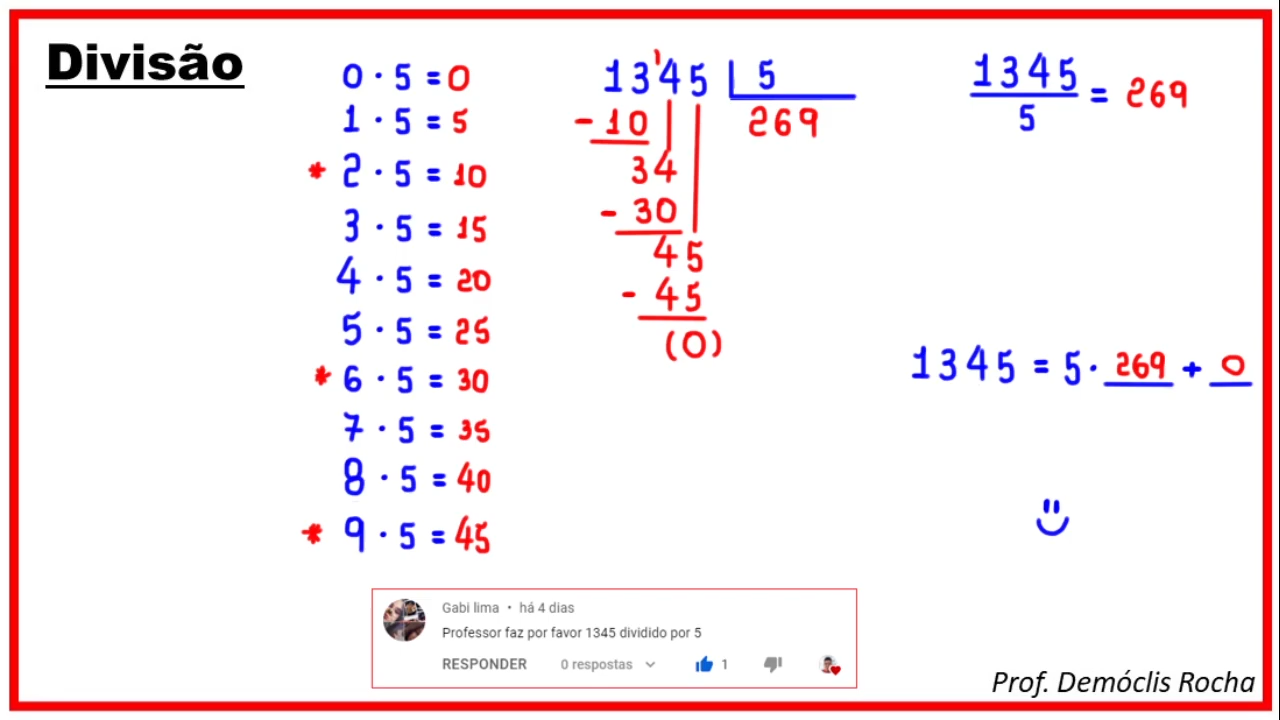 Divisão
0 · 5 = 0
1 · 5 = 5
* 2 · 5 = 10
3 · 5 = 15
4 · 5 = 20
5 · 5 = 25
* 6 · 5 = 30
7 · 5 = 35
8 · 5 = 40
* 9 · 5 = 45
13'45 | 5
- 10 269
34
- 30
45
- 45
(0)
1345
5
= 269
1345 = 5 · 269 + 0
Gabi lima • há 4 dias
Professor faz por favor 1345 dividido por 5
RESPONDER 0 respostas 1
Prof. Demóclis Rocha